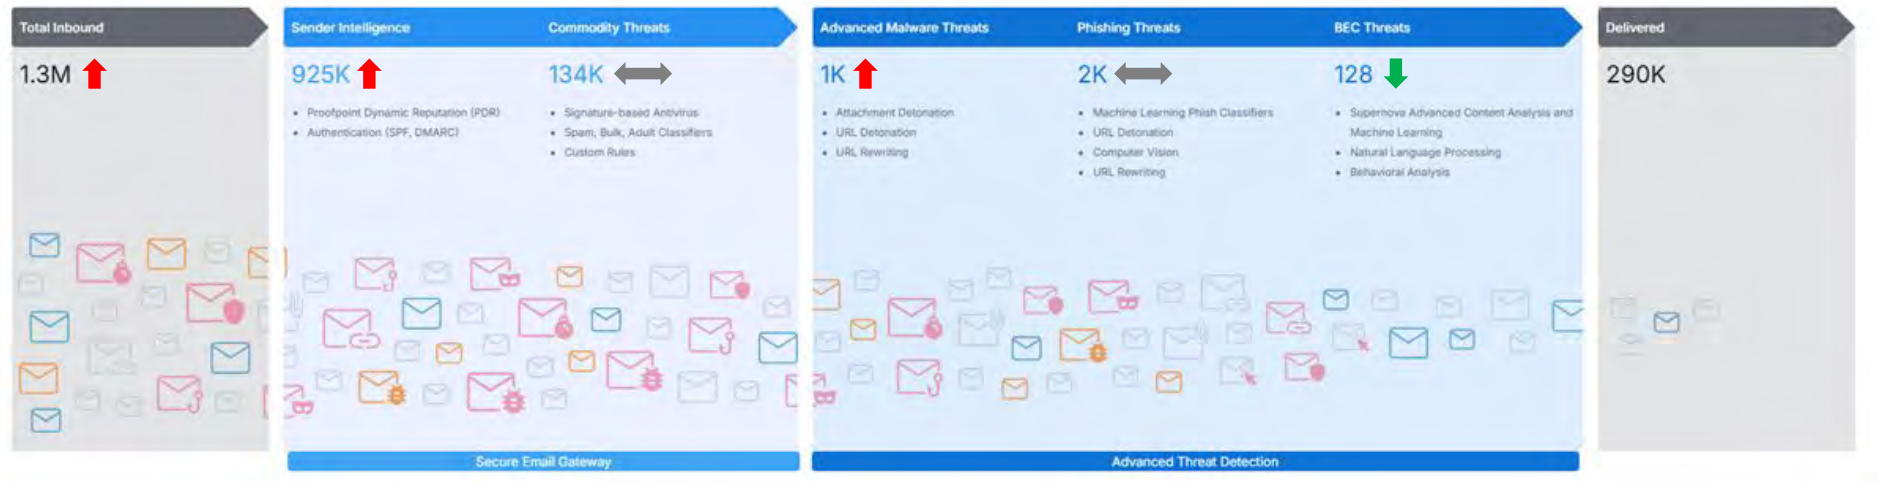 Total Inbound
1.3M
Sender Intelligence
925K
• Proofpoint Dynamic Reputation (PDR)
• Authentication (SPF, DMARC)
Commodity Threats
134K
• Signature-based Antivirus
• Spam, Bulk, Adult Classifiers
• Custom Rules
Secure Email Gateway
Advanced Malware Threats
1K
• Attachment Detonation
• URL Detonation
• URL Rewriting
Phishing Threats
2K
• Machine Learning Phish Classifiers
• URL Detonation
• Computer Vision
• URL Rewriting
BEC Threats
128
• Supernova Advanced Content Analysis and
Machine Learning
• Natural Language Processing
• Behavioral Analysis
Advanced Threat Detection
Delivered
290K